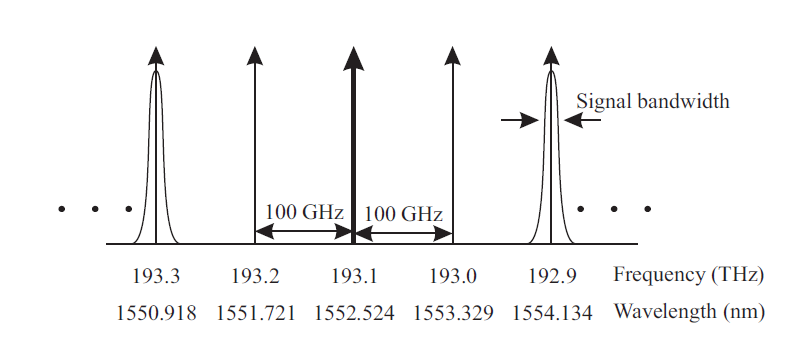 Signal bandwidth
100 GHz 100 GHz
193.3 193.2 193.1 193.0 192.9 Frequency (THz)
1550.918 1551.721 1552.524 1553.329 1554.134 Wavelength (nm)